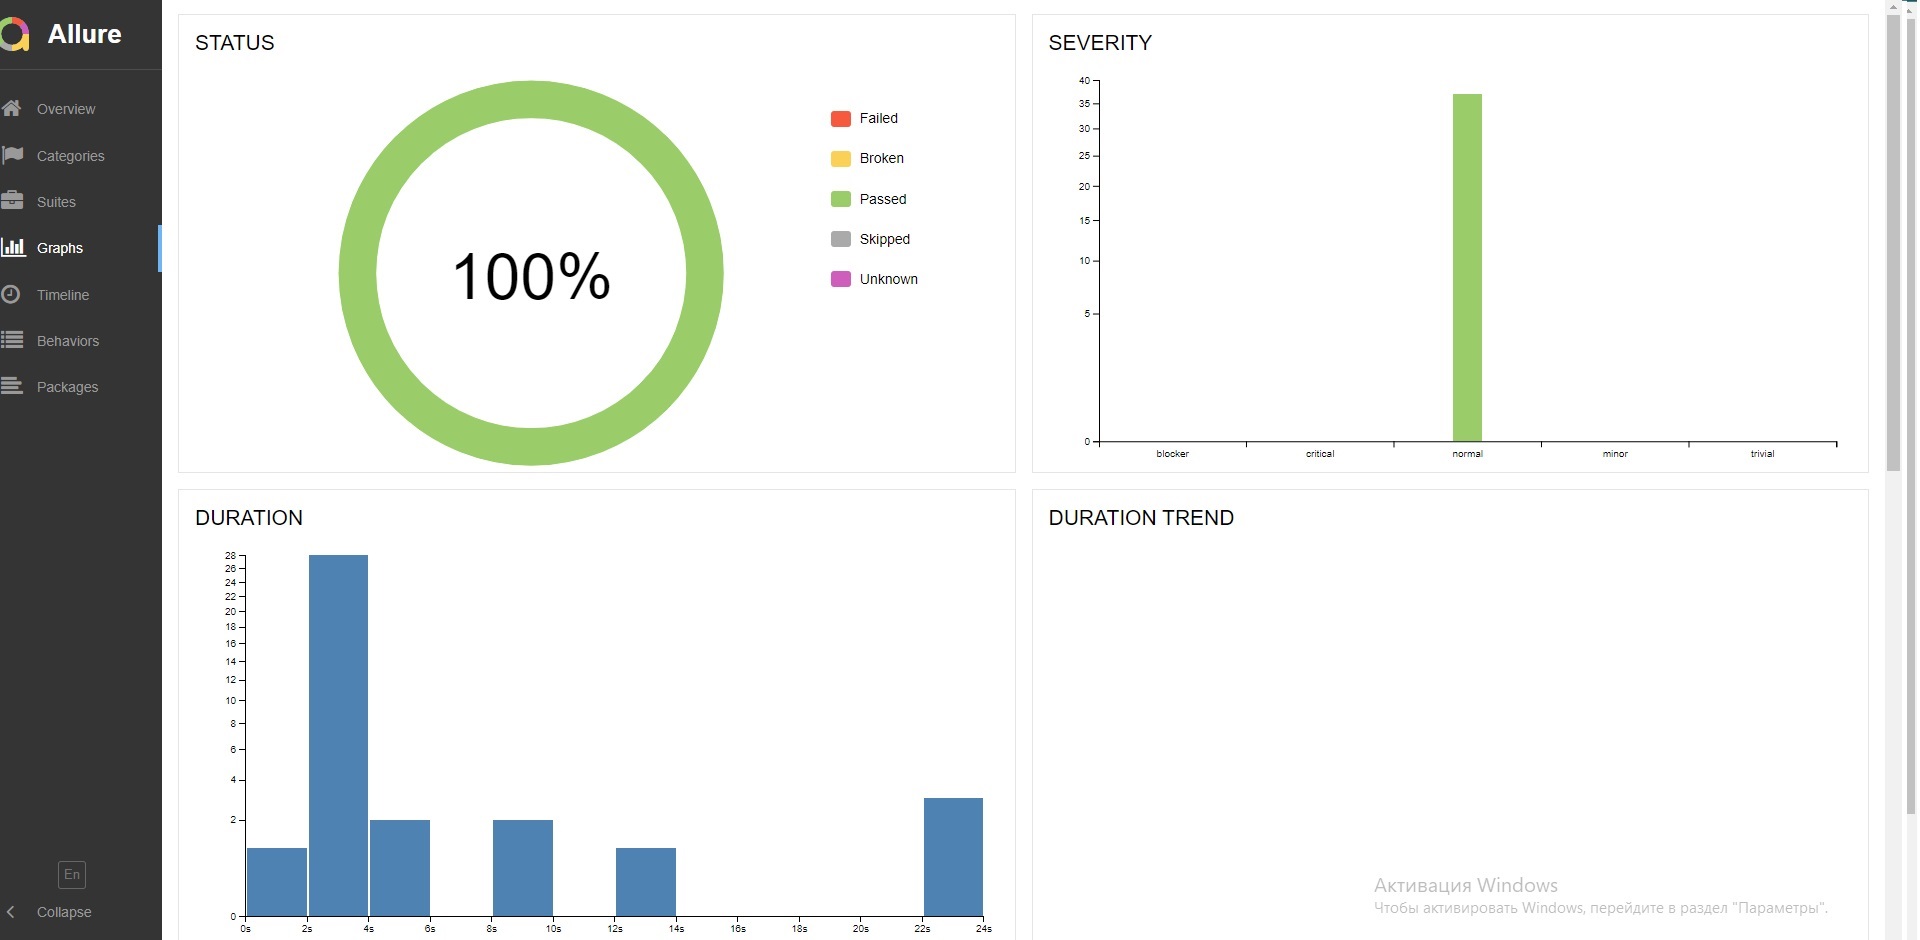 Allure
Overview
Categories
Suites
Graphs
Timeline
Behaviors
Packages
En
Collapse
STATUS
100%
Failed
Broken
Passed
Skipped
Unknown
SEVERITY
40
35
30
25
20
15
10
5
0
blocker critical normal minor trivial
DURATION
28
26
24
22
20
18
16
14
12
10
8
6
4
2
0
0s 2s 4s 6s 8s 10s 12s 14s 16s 18s 20s 22s 24s
DURATION TREND
Активация Windows
Чтобы активировать Windows, перейдите в раздел "Параметры".